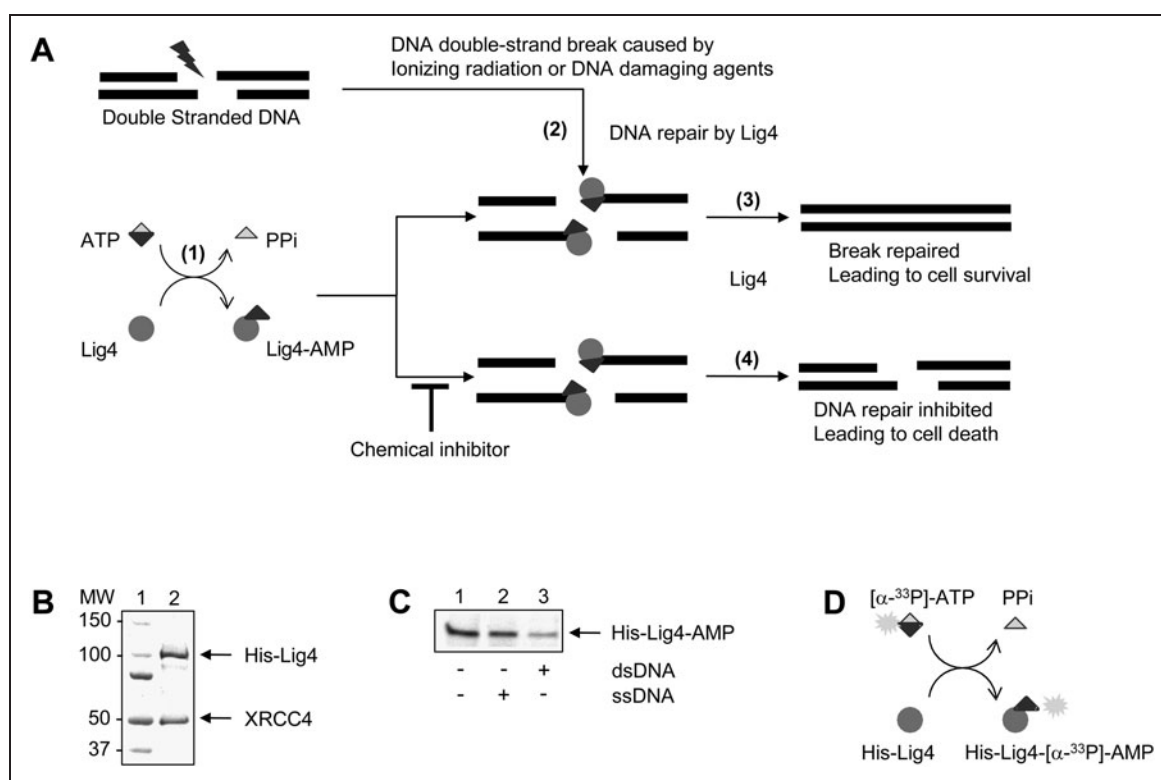 A
DNA double-strand break caused by
Ionizing radiation or DNA damaging agents
Double Stranded DNA
(2)
DNA repair by Lig4
ATP
(1)
PPi
Lig4
Lig4-AMP
(3)
Lig4
Break repaired
Leading to cell survival
(4)
DNA repair inhibited
Leading to cell death
Chemical inhibitor
B
MW 1 2
150
100
50
37
His-Lig4
XRCC4
C
1 2 3
His-Lig4-AMP
- - + dsDNA
- + - ssDNA
D
[α-³³P]-ATP PPi
His-Lig4 His-Lig4-[α-³³P]-AMP